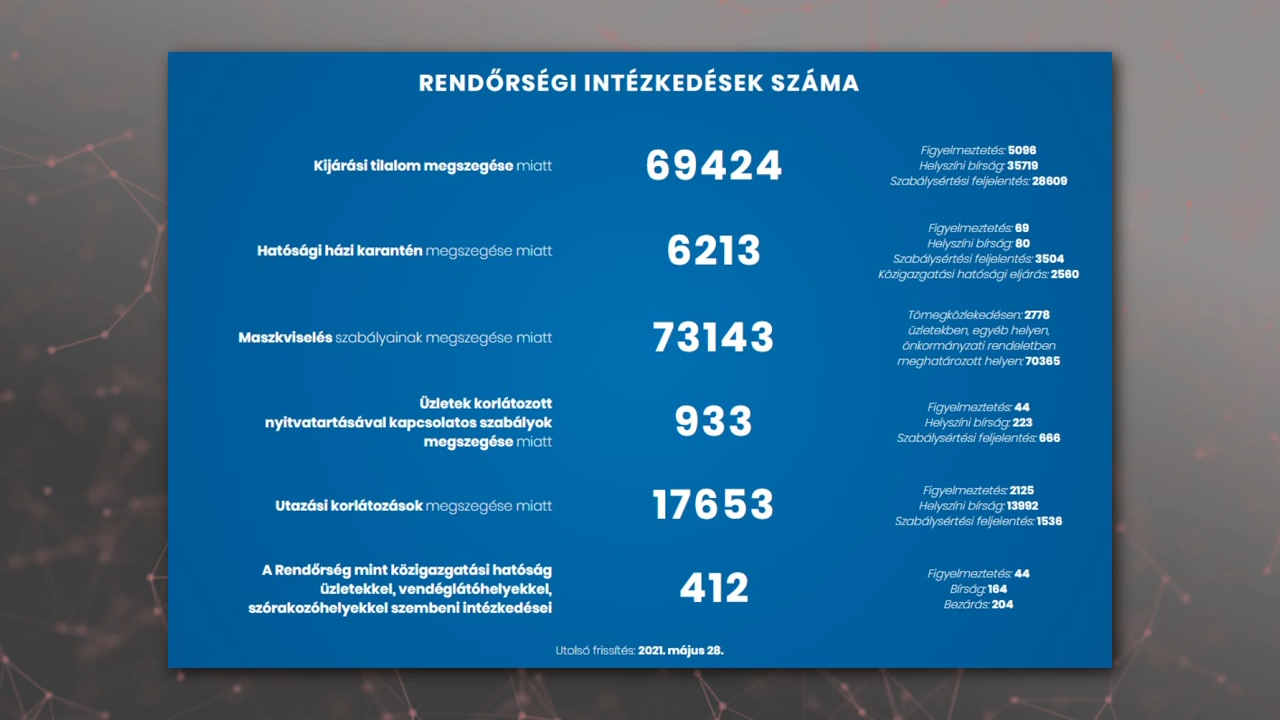 RENDŐRSÉGI INTÉZKEDÉSEK SZÁMA
Kijárási tilalom megszegése miatt
69424
Figyelmeztetés: 5096
Helyszíni bírság: 35719
Szabálysértési feljelentés: 28609
Hatósági házi karantén megszegése miatt
6213
Figyelmeztetés: 69
Helyszíni bírság: 80
Szabálysértési feljelentés: 3504
Közigazgatási hatósági eljárás: 2560
Maszkviselés szabályainak megszegése miatt
73143
Tömegközlekedésen: 2778
üzletekben, egyéb helyen,
önkormányzati rendeletben
meghatározott helyen: 70365
Üzletek korlátozott
nyitvatartásával kapcsolatos szabályok
megszegése miatt
933
Figyelmeztetés: 44
Helyszíni bírság: 223
Szabálysértési feljelentés: 666
Utazási korlátozások megszegése miatt
17653
Figyelmeztetés: 2125
Helyszíni bírság: 13992
Szabálysértési feljelentés: 1536
A Rendőrség mint közigazgatási hatóság
üzletekkel, vendéglátóhelyekkel,
szórakozóhelyekkel szembeni intézkedései
412
Figyelmeztetés: 44
Bírság: 164
Bezárás: 204
Utolsó frissítés: 2021. május 28.